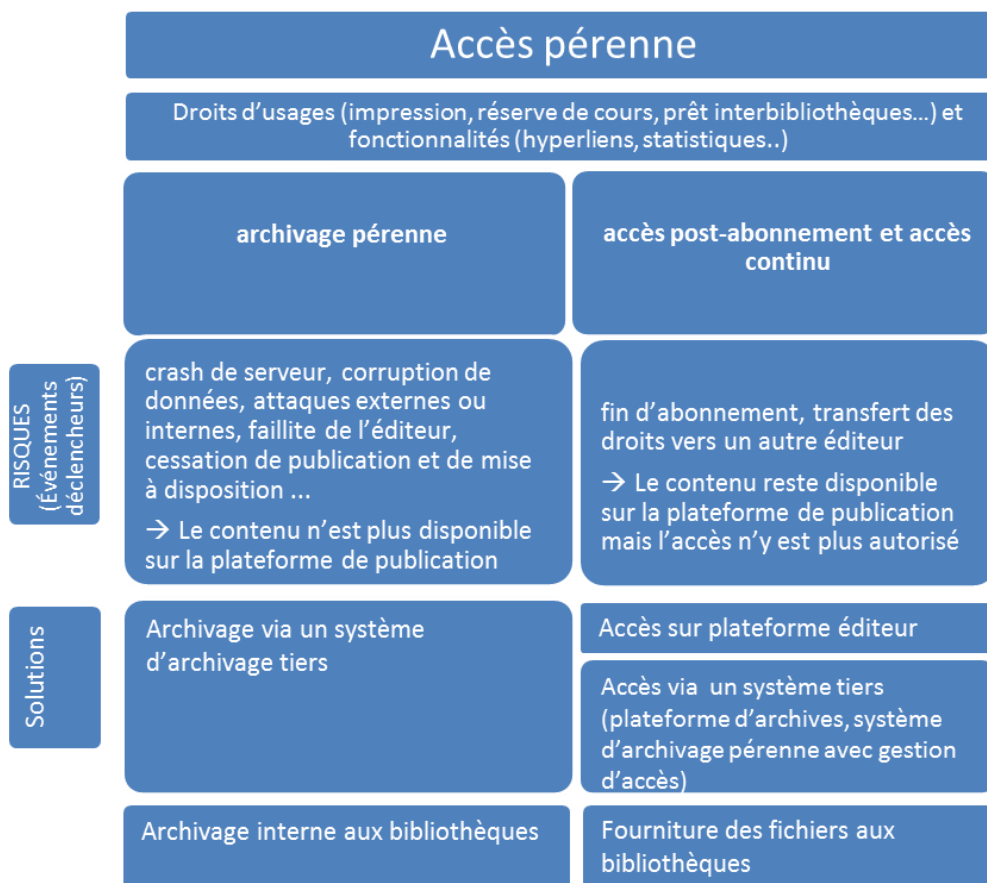 Accès pérenne
Droits d'usages (impression, réserve de cours, prêt interbibliothèques…) et
fonctionnalités (hyperliens, statistiques..)
archivage pérenne
accès post-abonnement et accès
continu
RISQUES
(Événements
déclencheurs)
crash de serveur, corruption de
données, attaques externes ou
internes, faillite de l'éditeur,
cessation de publication et de mise
à disposition ...
→ Le contenu n'est plus disponible
sur la plateforme de publication
fin d'abonnement, transfert des
droits vers un autre éditeur
→ Le contenu reste disponible
sur la plateforme de publication
mais l'accès n'y est plus autorisé
Solutions
Archivage via un système
d'archivage tiers
Accès sur plateforme éditeur
Accès via un système tiers
(plateforme d'archives, système
d'archivage pérenne avec gestion
d'accès)
Archivage interne aux bibliothèques
Fourniture des fichiers aux
bibliothèques